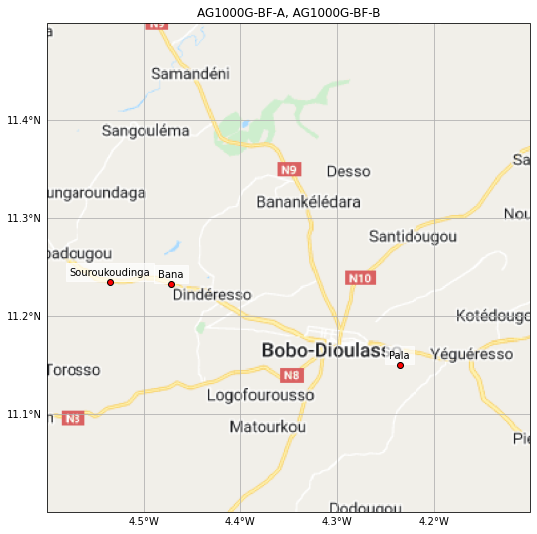 AG1000G-BF-A, AG1000G-BF-B
N9
Samandéni
11.4°N
Sangouléma
N9
Desso
Sa
ungaroundaga
Banankélédara
Nou
11.3°N
Santidougou
padougou
Souroukoudinga
Bana
N10
Dindéresso
11.2°N
Kotédougo
Bobo-Dioulasso
Pala
Yéguéresso
Torosso
N8
Logofourousso
11.1°N
N8
Matourkou
Pie
Dodougou
4.5°W
4.4°W
4.3°W
4.2°W